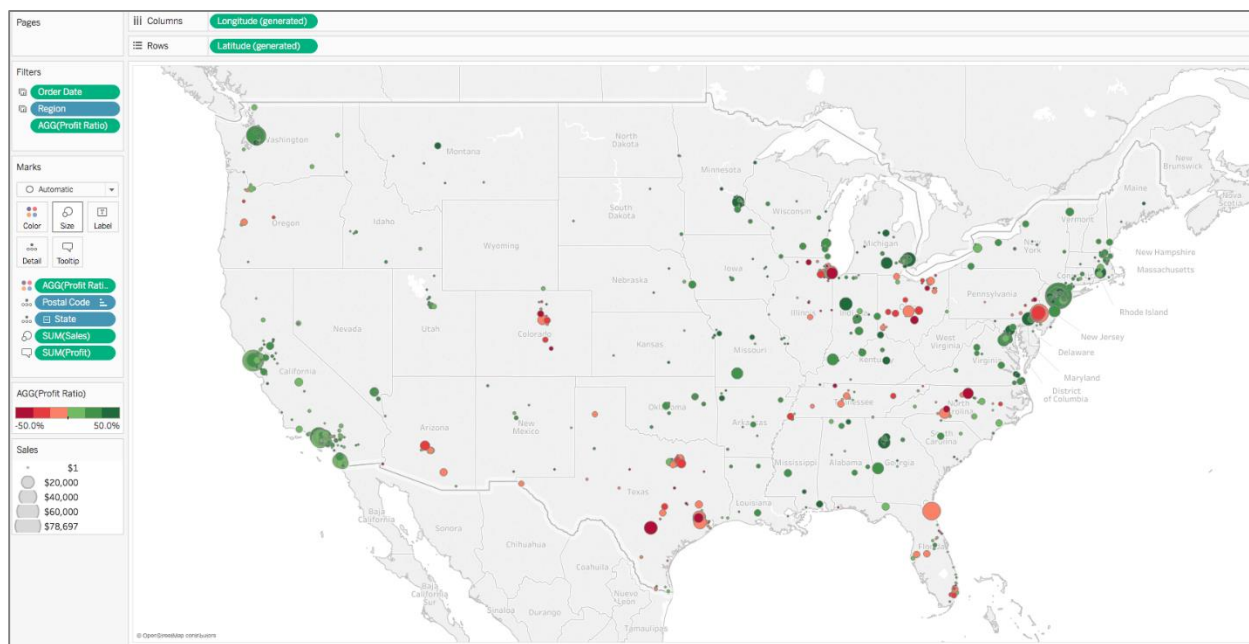 Pages
Columns
Longitude (generated)
Rows
Latitude (generated)
Filters
Order Date
Region
AGG(Profit Ratio)
Marks
Automatic
Color
Size
Label
Detail
Tooltip
AGG(Profit Rati..
Postal Code
State
SUM(Sales)
SUM(Profit)
AGG(Profit Ratio)
-50.0% 50.0%
Sales
$1
$20,000
$40,000
$60,000
$78,697
Washington
Montana
North
Dakota
Minnesota
Oregon
Idaho
South
Dakota
Wisconsin
Michigan
Wyoming
Nebraska
Iowa
Nevada
Utah
Colorado
Kansas
Missouri
Illinois
Kentucky
West
Virginia
Virginia
Pennsylvania
New
York
Vermont
Maine
New
Brunswick
Nova
Scotia
New Hampshire
Massachusetts
Rhode Island
New Jersey
Delaware
Maryland
District
of Columbia
California
Arizona
New
Mexico
Oklahoma
Arkansas
Tennessee
North
Carolina
South
Carolina
Mississippi
Alabama
Georgia
Texas
Louisiana
Florida
Baja
California
Sonora
Chihuahua
Coahuila
Baja
California
Sur
Nuevo
León
Sinaloa
Durango
Tamaulipas
© OpenStreetMap contributors